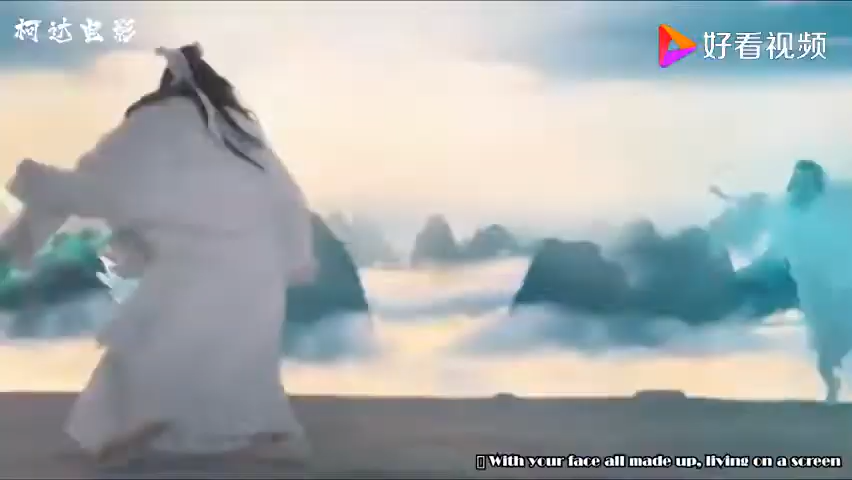 柯达电影
好看视频
With your face all made up, living on a screen